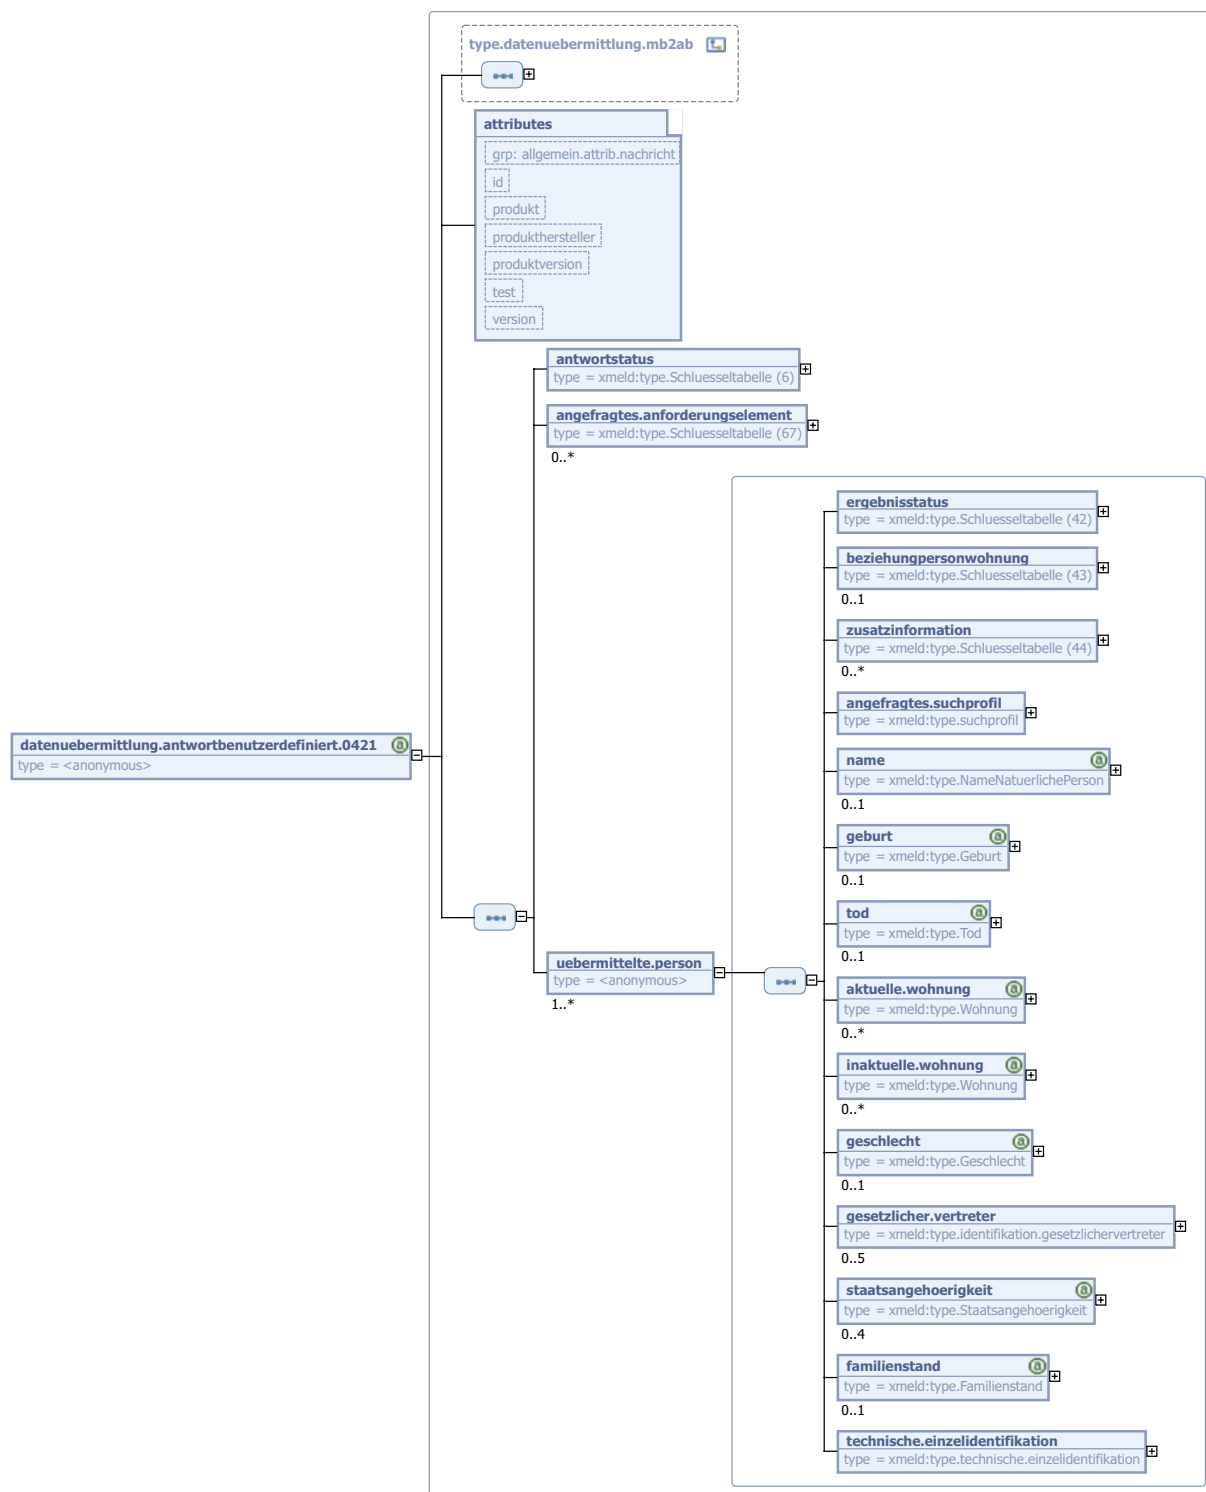 type.datenuebermittlung.mb2ab
attributes
grp: allgemein.attrib.nachricht
id
produkt
produkthersteller
produktversion
test
version
antwortstatus
type = xmeld:type.Schluesseltabelle (6)
angefragtes.anforderungselement
type = xmeld:type.Schluesseltabelle (67)
0..*
ergebnisstatus
type = xmeld:type.Schluesseltabelle (42)
beziehungpersonwohnung
type = xmeld:type.Schluesseltabelle (43)
0..1
zusatzinformation
type = xmeld:type.Schluesseltabelle (44)
0..*
angefragtes.suchprofil
type = xmeld:type.suchprofil
datenuebermittlung.antwortbenutzerdefiniert.0421 @
type = <anonymous>
name @
type = xmeld:type.NameNatuerlichePerson
0..1
geburt @
type = xmeld:type.Geburt
0..1
tod @
type = xmeld:type.Tod
0..1
uebermittelte.person
type = <anonymous>
1..*
aktuelle.wohnung @
type = xmeld:type.Wohnung
0..*
inaktuelle.wohnung @
type = xmeld:type.Wohnung
0..*
geschlecht @
type = xmeld:type.Geschlecht
0..1
gesetzlicher.vertreter
type = xmeld:type.identifikation.gesetzlichervertreter
0..5
staatsangehoerigkeit @
type = xmeld:type.Staatsangehoerigkeit
0..4
familienstand @
type = xmeld:type.Familienstand
0..1
technische.einzelidentifikation
type = xmeld:type.technische.einzelidentifikation